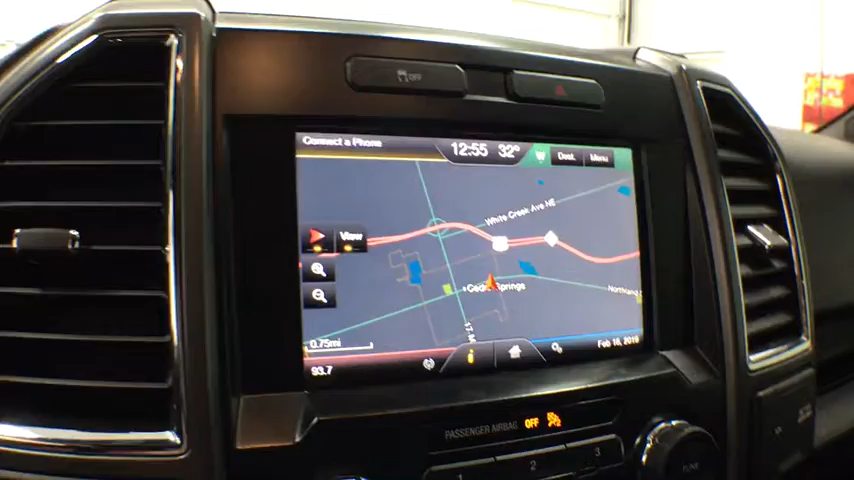 OFF
Connect a Phone
12:55 32°
W
Dest
Menu
White Creek Ave NE
View
Cedar Springs
Northland
17 M
0.75mi
Feb 16, 2019
93.7
i
PASSENGER AIRBAG OFF
1 2 3
TUNE